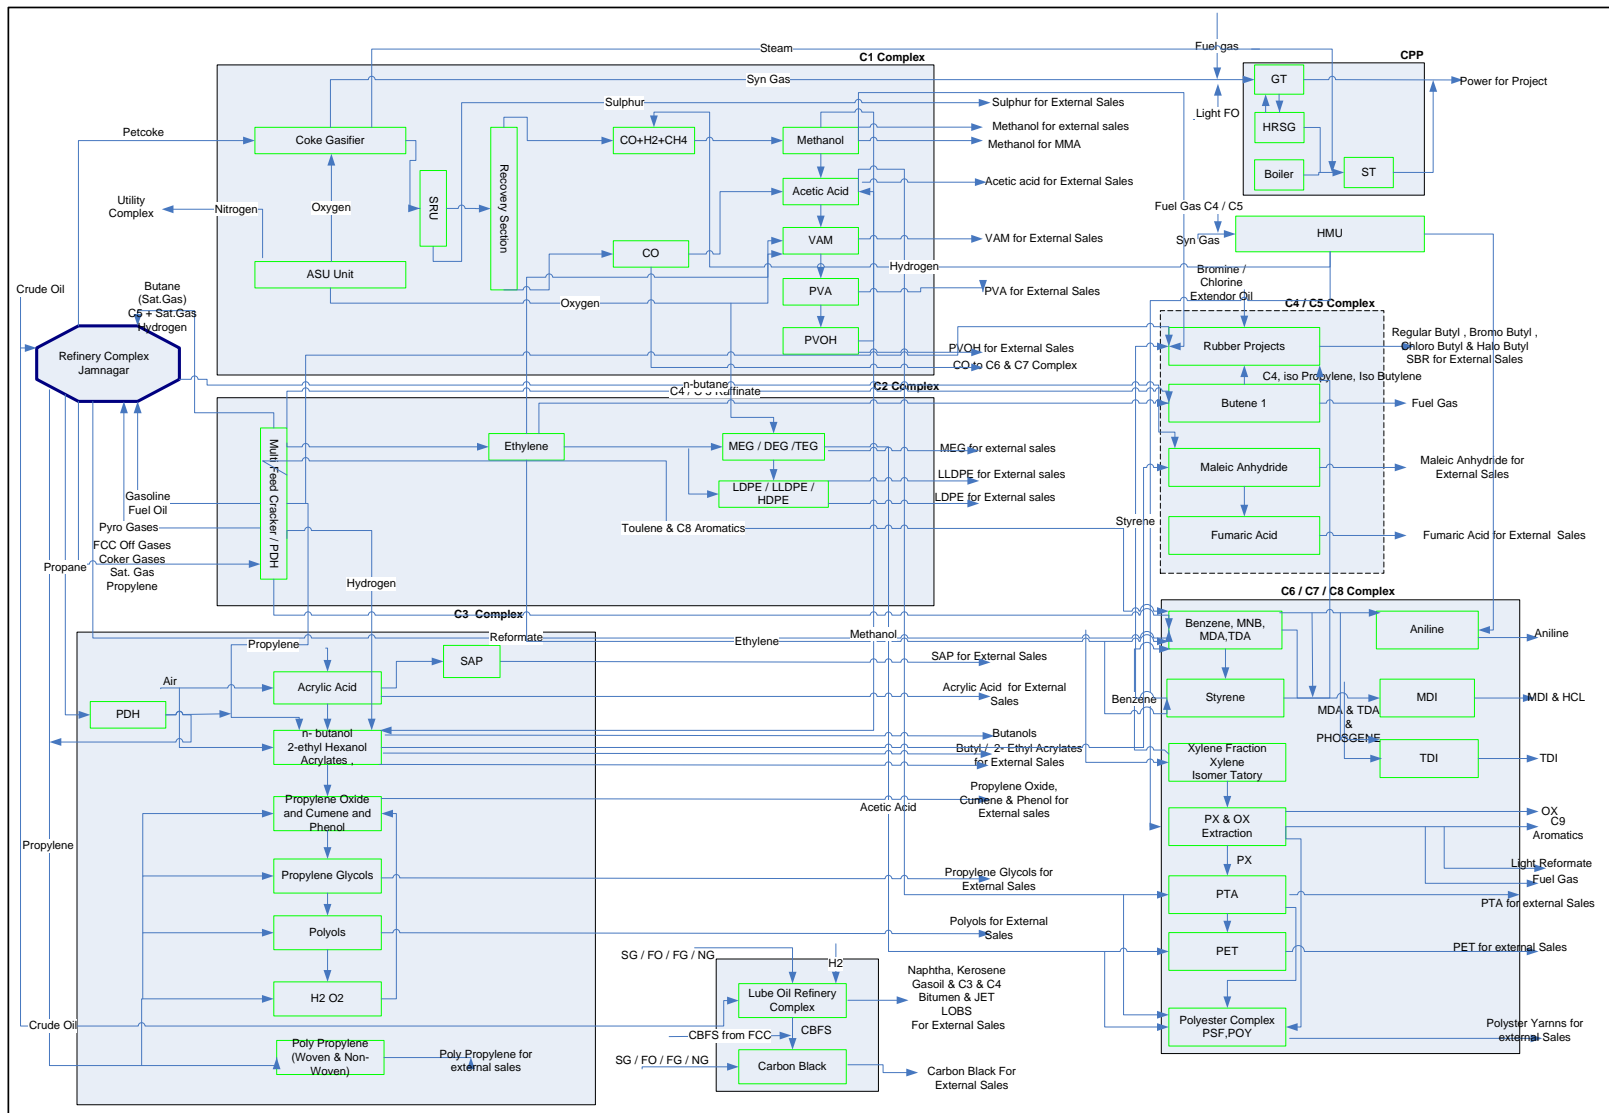 Steam
C1 Complex
Fuel gas
CPP
Syn Gas
GT
Power for Project
Sulphur
Sulphur for External Sales
Light FO
Petcoke
Coke Gasifier
CO+H2+CH4
Methanol
Methanol for external sales
Methanol for MMA
HRSG
Recovery Section
SRU
Boiler
ST
Acetic Acid
Acetic acid for External Sales
Utility
Complex
Nitrogen
Oxygen
Fuel Gas C4 / C5
Syn Gas
HMU
VAM
VAM for External Sales
CO
ASU Unit
Hydrogen
Bromine /
Chlorine
Extendor Oil
Crude Oil
Butane
(Sat.Gas)
C5 + Sat.Gas
Hydrogen
Oxygen
PVA
PVA for External Sales
C4 / C5 Complex
Refinery Complex
Jamnagar
PVOH
PVOH for External Sales
CO to C6 & C7 Complex
Rubber Projects
Regular Butyl , Bromo Butyl ,
Chloro Butyl & Halo Butyl
SBR for External Sales
n-butane
C4 / C 5 Raffinate
C2 Complex
C4, iso Propylene, Iso Butylene
Butene 1
Fuel Gas
Multi Feed Cracker / PDH
Ethylene
MEG / DEG /TEG
MEG for external sales
Maleic Anhydride
Maleic Anhydride for
External Sales
LDPE / LLDPE /
HDPE
LLDPE for External sales
LDPE for External sales
Gasoline
Fuel Oil
Pyro Gases
Toulene & C8 Aromatics
Styrene
Fumaric Acid
Fumaric Acid for External  Sales
FCC Off Gases
Coker Gases
Sat. Gas
Propylene
Propane
Hydrogen
C6 / C7 / C8 Complex
C3  Complex
Reformate
Ethylene
Methanol
Benzene, MNB,
MDA,TDA
Aniline
Aniline
Propylene
SAP
SAP for External Sales
Air
Acrylic Acid
Acrylic Acid  for External
Sales
Benzene
Styrene
MDI
MDI & HCL
PDH
MDA & TDA
&
PHOSGENE
n- butanol
2-ethyl Hexanol
Acrylates ,
Butanols
Butyl / 2- Ethyl Acrylates
for External Sales
Xylene Fraction
Xylene
Isomer Tatory
TDI
TDI
Propylene Oxide
and Cumene and
Phenol
Propylene Oxide,
Cumene & Phenol for
External sales
Acetic Acid
PX & OX
Extraction
OX
C9
Aromatics
Propylene
PX
Light Reformate
Propylene Glycols
Propylene Glycols for
External Sales
Fuel Gas
PTA
PTA for external Sales
Polyols
Polyols for External
Sales
PET
PET for external Sales
SG / FO / FG / NG
H2
H2 O2
Lube Oil Refinery
Complex
Naphtha, Kerosene
Gasoil & C3 & C4
Bitumen & JET
LOBS
For External Sales
Crude Oil
CBFS
CBFS from FCC
Polyester Complex
PSF,POY
Polyster Yarnns for
external Sales
Poly Propylene
(Woven & Non-
Woven)
Poly Propylene for
external sales
SG / FO / FG / NG
Carbon Black
Carbon Black For
External Sales